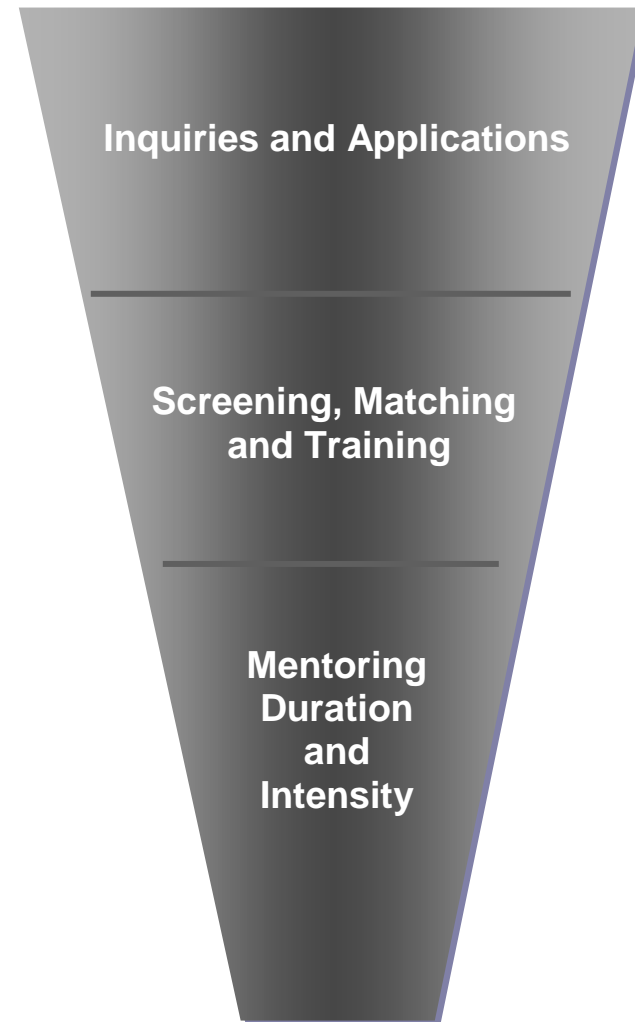 Inquiries and Applications
Screening, Matching
and Training
Mentoring
Duration
and
Intensity